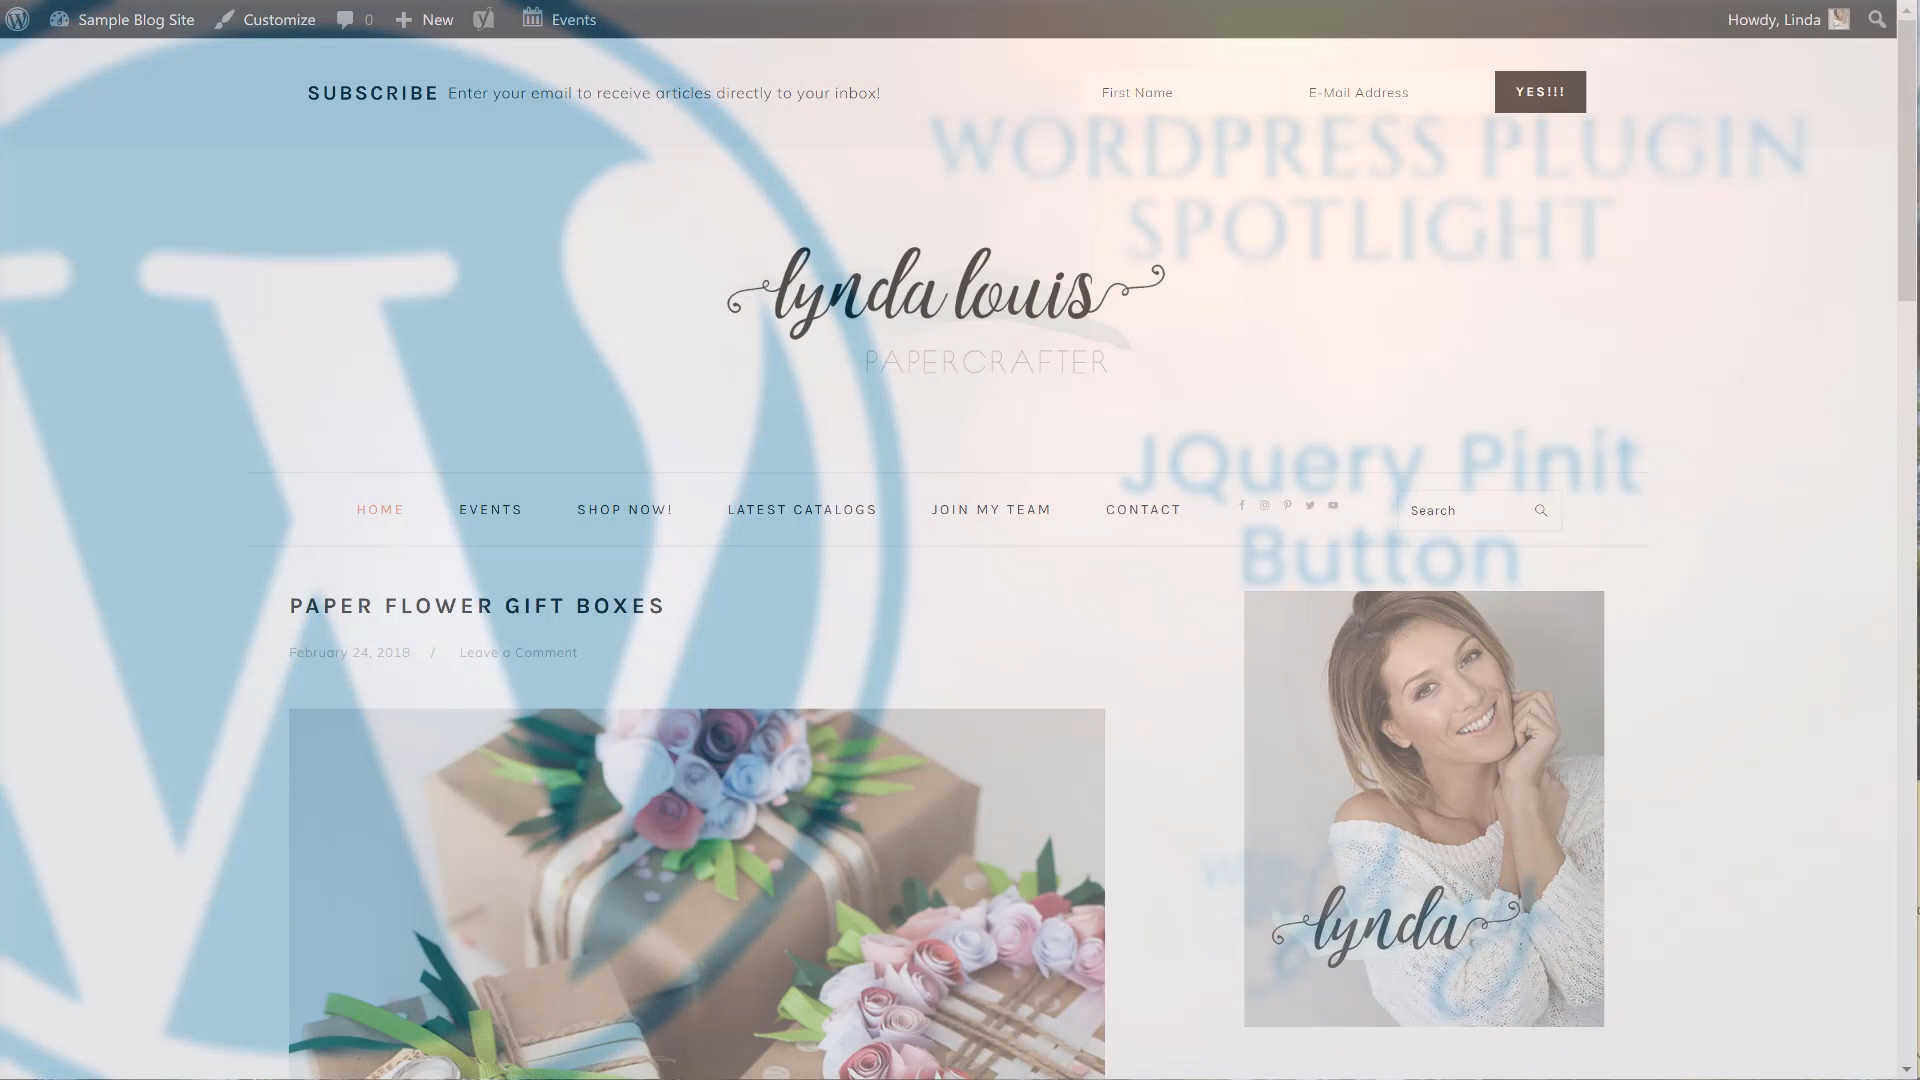 Sample Blog Site Customize 0 New Events Howdy, Linda
SUBSCRIBE Enter your email to receive articles directly to your inbox! First Name E-Mail Address YES!!!
WORDPRESS PLUGIN
SPOTLIGHT
lynda louis
PAPERCRAFTER
JQuery Pinit
Button
HOME EVENTS SHOP NOW! LATEST CATALOGS JOIN MY TEAM CONTACT Search
PAPER FLOWER GIFT BOXES
February 24, 2018 / Leave a Comment
lynda